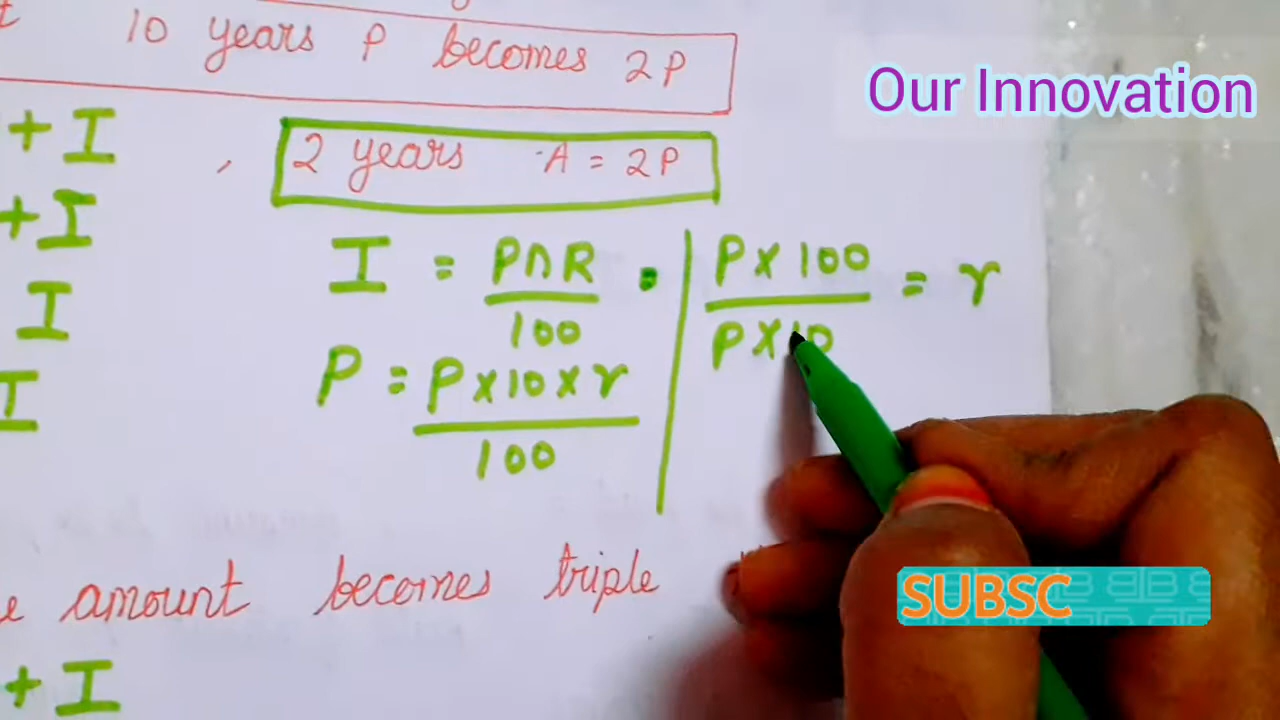 10 years P becomes 2P
Our Innovation
+ I
, 2 years A = 2P
+ I
I = PnR / 100
P × 100 / P × 10 = r
I
P = P × 10 × r / 100
I
amount becomes triple
SUBSC
+ I